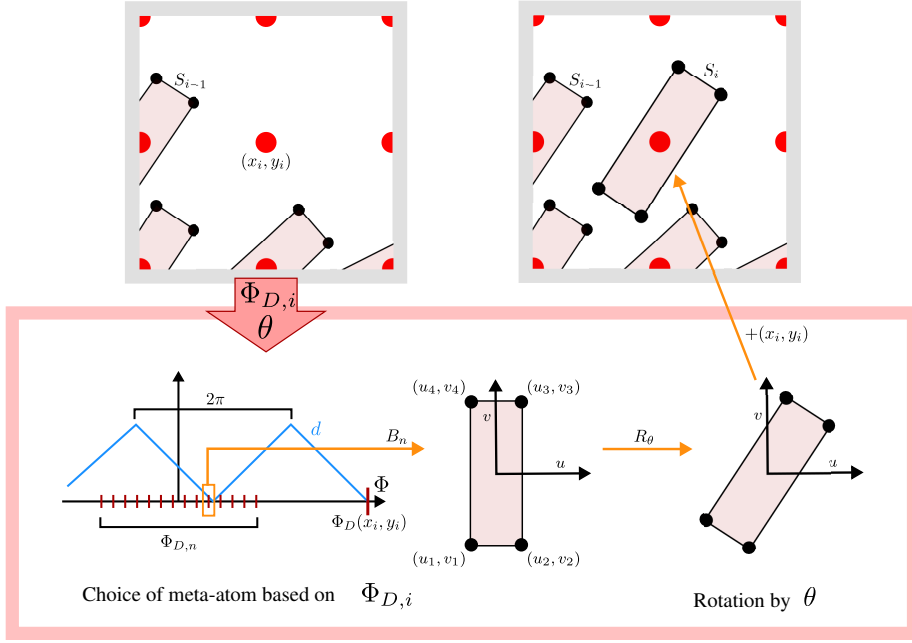 S_{i-1}
(x_i, y_i)
S_{i-1}
S_i
Φ_{D,i}
θ
+(x_i, y_i)
2π
d
B_n
Φ
Φ_D(x_i, y_i)
Φ_{D,n}
(u_4, v_4)
(u_3, v_3)
v
u
(u_1, v_1)
(u_2, v_2)
R_θ
v
u
Choice of meta-atom based on Φ_{D,i}
Rotation by θ